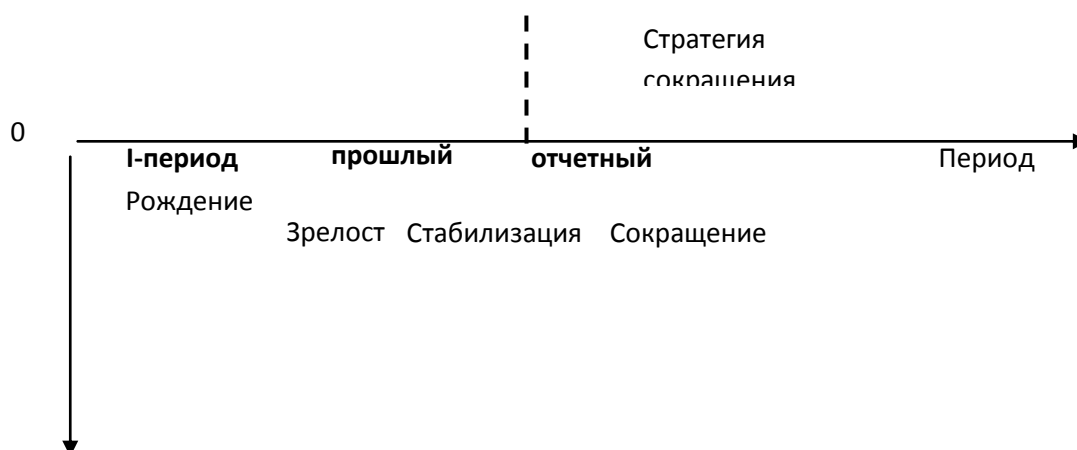 Стратегия
сокращения
0
I-период прошлый отчетный Период
Рождение
Зрелост Стабилизация Сокращение